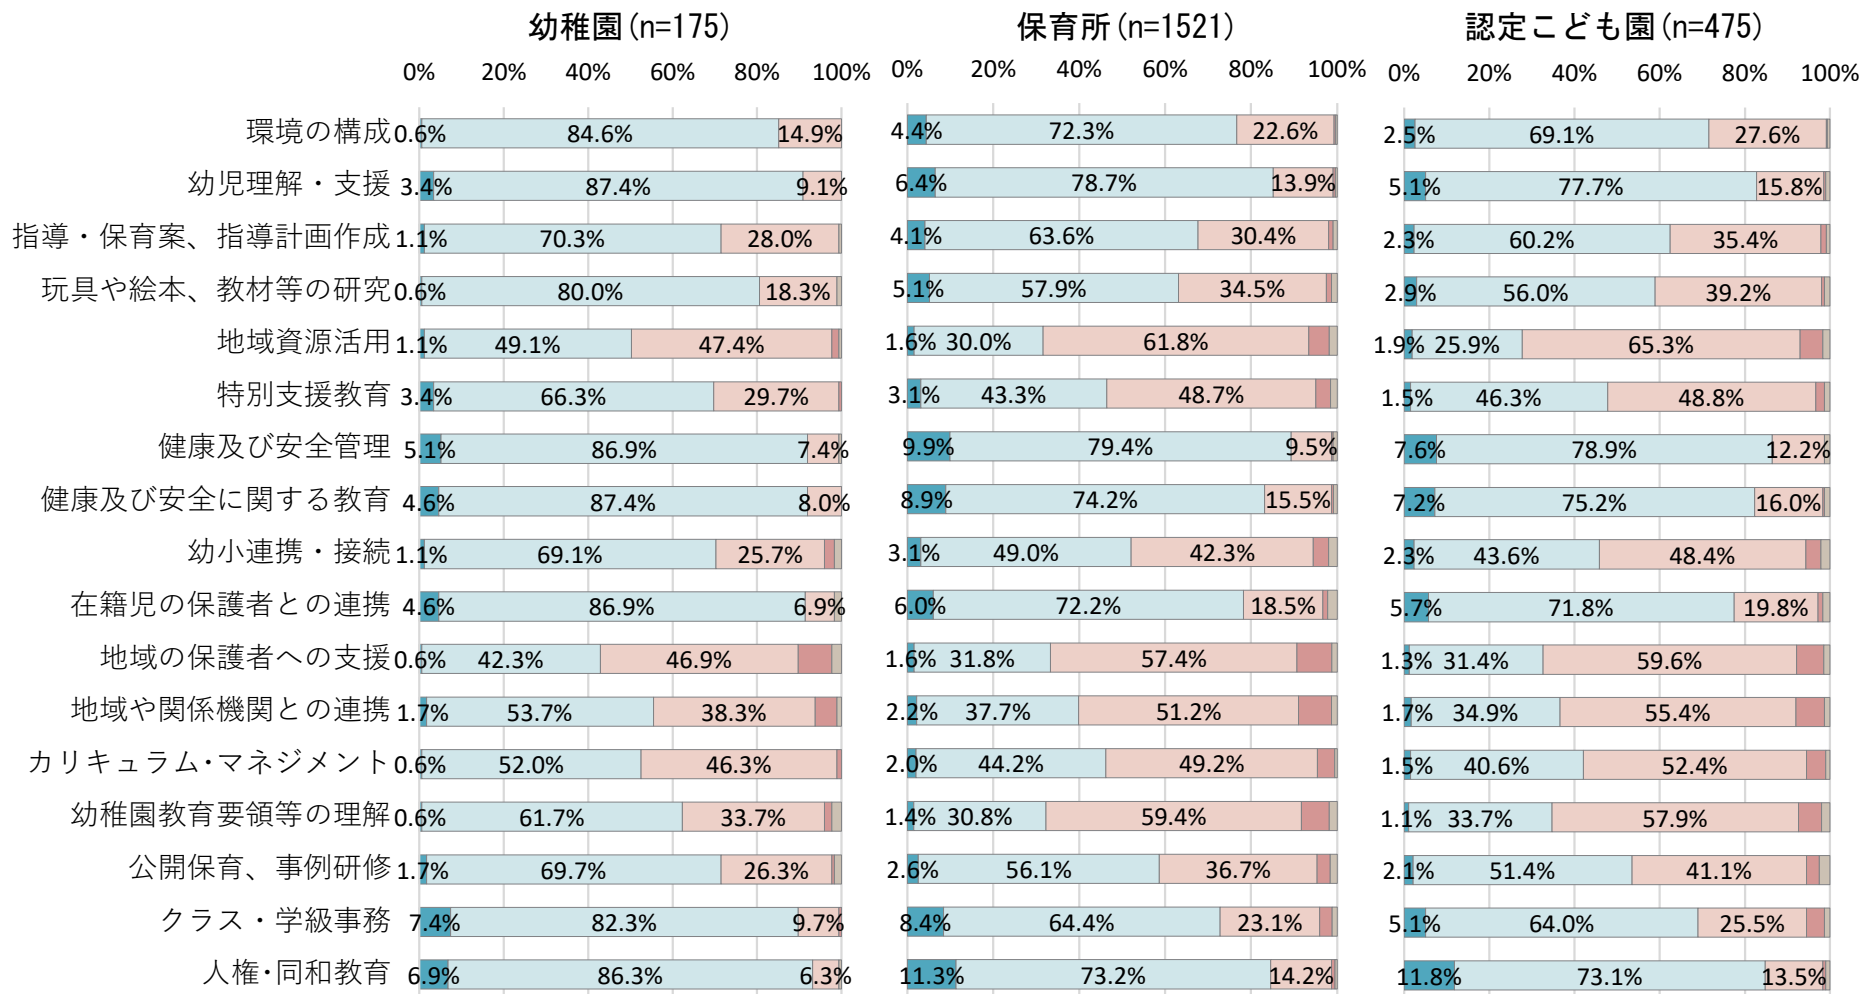 幼稚園(n=175) 保育所(n=1521) 認定こども園(n=475)
0% 20% 40% 60% 80% 100% 0% 20% 40% 60% 80% 100% 0% 20% 40% 60% 80% 100%
環境の構成 0.6% 84.6% 14.9% 4.4% 72.3% 22.6% 2.5% 69.1% 27.6%
幼児理解・支援 3.4% 87.4% 9.1% 6.4% 78.7% 13.9% 5.1% 77.7% 15.8%
指導・保育案、指導計画作成 1.1% 70.3% 28.0% 4.1% 63.6% 30.4% 2.3% 60.2% 35.4%
玩具や絵本、教材等の研究 0.6% 80.0% 18.3% 5.1% 57.9% 34.5% 2.9% 56.0% 39.2%
地域資源活用 1.1% 49.1% 47.4% 1.6% 30.0% 61.8% 1.9% 25.9% 65.3%
特別支援教育 3.4% 66.3% 29.7% 3.1% 43.3% 48.7% 1.5% 46.3% 48.8%
健康及び安全管理 5.1% 86.9% 7.4% 9.9% 79.4% 9.5% 7.6% 78.9% 12.2%
健康及び安全に関する教育 4.6% 87.4% 8.0% 8.9% 74.2% 15.5% 7.2% 75.2% 16.0%
幼小連携・接続 1.1% 69.1% 25.7% 3.1% 49.0% 42.3% 2.3% 43.6% 48.4%
在籍児の保護者との連携 4.6% 86.9% 6.9% 6.0% 72.2% 18.5% 5.7% 71.8% 19.8%
地域の保護者への支援 0.6% 42.3% 46.9% 1.6% 31.8% 57.4% 1.3% 31.4% 59.6%
地域や関係機関との連携 1.7% 53.7% 38.3% 2.2% 37.7% 51.2% 1.7% 34.9% 55.4%
カリキュラム・マネジメント 0.6% 52.0% 46.3% 2.0% 44.2% 49.2% 1.5% 40.6% 52.4%
幼稚園教育要領等の理解 0.6% 61.7% 33.7% 1.4% 30.8% 59.4% 1.1% 33.7% 57.9%
公開保育、事例研修 1.7% 69.7% 26.3% 2.6% 56.1% 36.7% 2.1% 51.4% 41.1%
クラス・学級事務 7.4% 82.3% 9.7% 8.4% 64.4% 23.1% 5.1% 64.0% 25.5%
人権・同和教育 6.9% 86.3% 6.3% 11.3% 73.2% 14.2% 11.8% 73.1% 13.5%